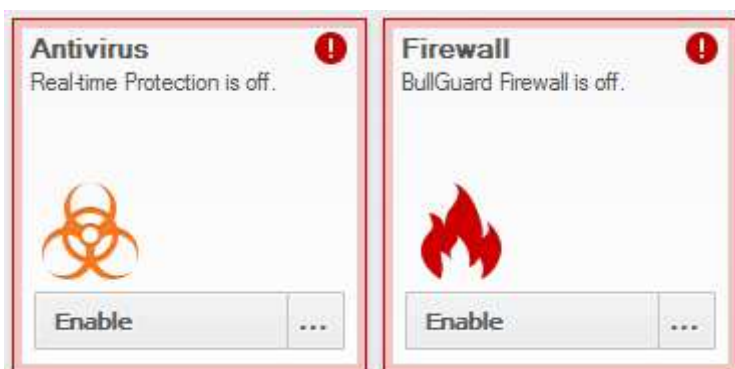 Antivirus
Real-time Protection is off.
Enable
...
Firewall
BullGuard Firewall is off.
Enable
...